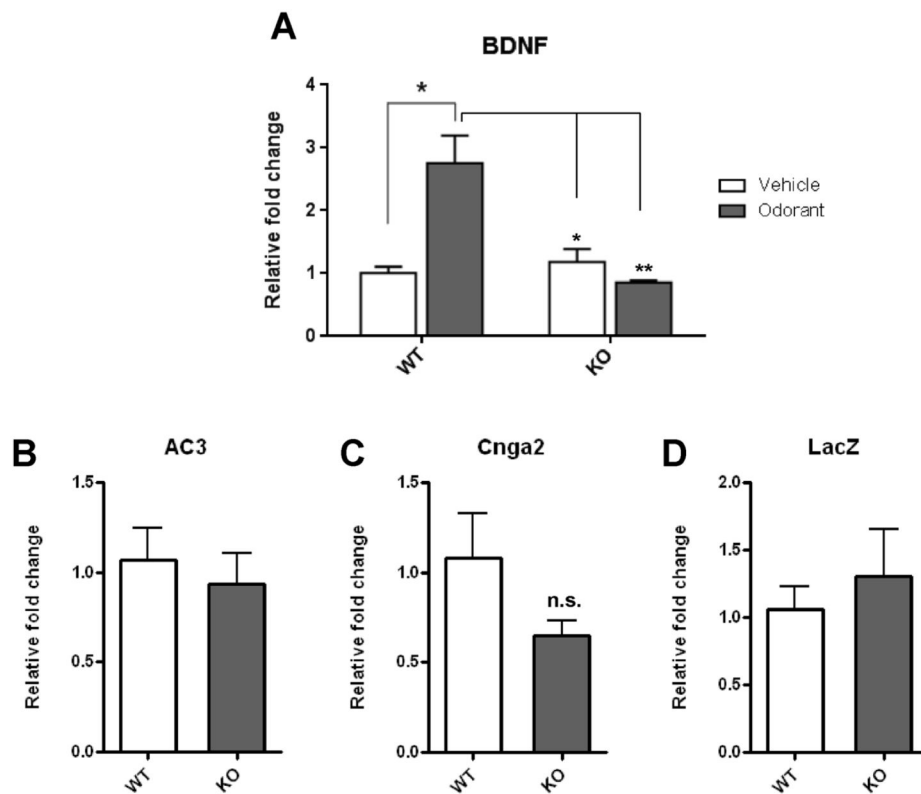 A
BDNF
Relative fold change
4
3
2
1
0
*
*
**
WT
KO
Vehicle
Odorant
B
AC3
Relative fold change
1.5
1.0
0.5
0.0
WT
KO
C
Cnga2
Relative fold change
1.5
1.0
0.5
0.0
n.s.
WT
KO
D
LacZ
Relative fold change
2.0
1.5
1.0
0.5
0.0
WT
KO